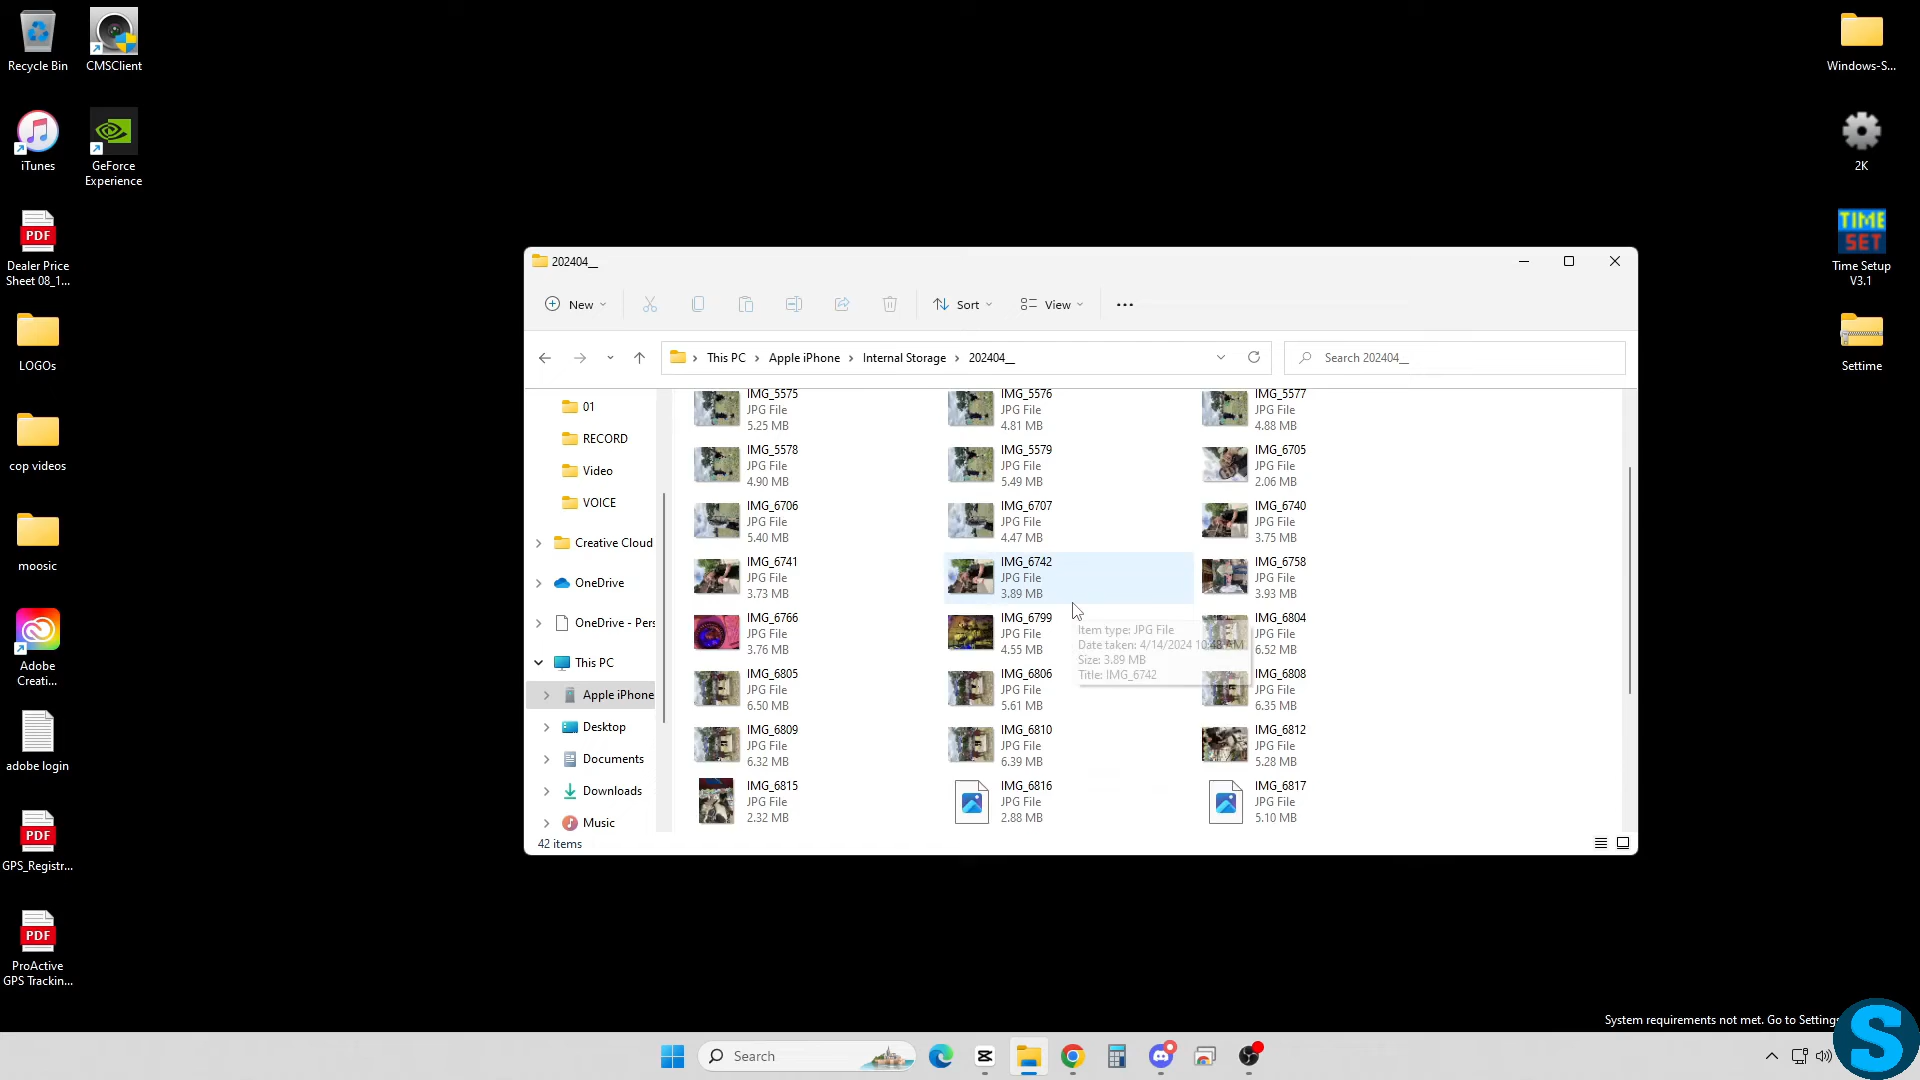 Recycle Bin
CMSClient
Windows-S...
iTunes
GeForce
Experience
2K
PDF
Dealer Price
Sheet 08_1...
TIME
SET
Time Setup
V3.1
LOGOs
Settime
cop videos
moosic
Adobe
Creati...
adobe login
PDF
GPS_Registr...
PDF
ProActive
GPS Trackin...
202404__
New
Sort
View
This PC
Apple iPhone
Internal Storage
202404__
Search 202404__
01
RECORD
Video
VOICE
Creative Cloud
OneDrive
OneDrive - Pers
This PC
Apple iPhone
Desktop
Documents
Downloads
Music
IMG_5575
JPG File
5.25 MB
IMG_5576
JPG File
4.81 MB
IMG_5577
JPG File
4.88 MB
IMG_5578
JPG File
4.90 MB
IMG_5579
JPG File
5.49 MB
IMG_6705
JPG File
2.06 MB
IMG_6706
JPG File
5.40 MB
IMG_6707
JPG File
4.47 MB
IMG_6740
JPG File
3.75 MB
IMG_6741
JPG File
3.73 MB
IMG_6742
JPG File
3.89 MB
IMG_6758
JPG File
3.93 MB
IMG_6766
JPG File
3.76 MB
IMG_6799
JPG File
4.55 MB
IMG_6804
JPG File
6.52 MB
Item type: JPG File
Date taken: 4/14/2024 10:48 AM
Size: 3.89 MB
Title: IMG_6742
IMG_6805
JPG File
6.50 MB
IMG_6806
JPG File
5.61 MB
IMG_6808
JPG File
6.35 MB
IMG_6809
JPG File
6.32 MB
IMG_6810
JPG File
6.39 MB
IMG_6812
JPG File
5.28 MB
IMG_6815
JPG File
2.32 MB
IMG_6816
JPG File
2.88 MB
IMG_6817
JPG File
5.10 MB
42 items
System requirements not met. Go to Settings
Search
S